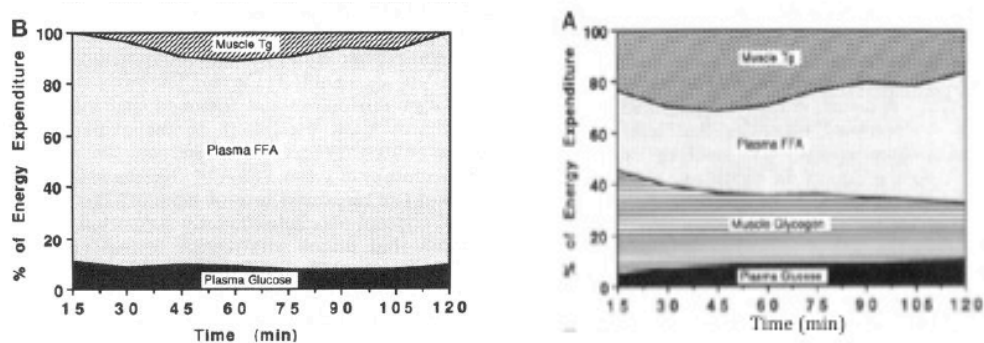 B
% of Energy Expenditure
100
80
60
40
20
0
Muscle Tg
Plasma FFA
Plasma Glucose
15 30 45 60 75 90 105 120
Time (min)
A
% of Energy Expenditure
100
80
60
40
20
0
Muscle Tg
Plasma FFA
Muscle Glycogen
Plasma Glucose
15 30 45 60 75 90 105 120
Time (min)